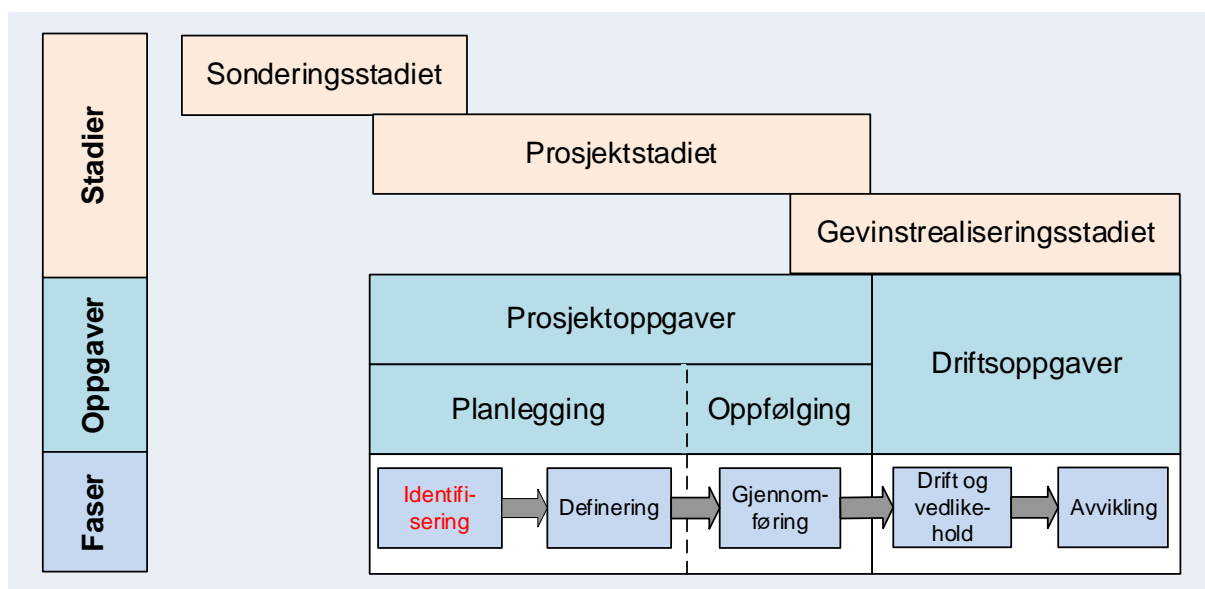 Stadier
Sonderingsstadiet
Prosjektstadiet
Gevinstrealiseringsstadiet
Oppgaver
Prosjektoppgaver
Driftsoppgaver
Planlegging
Oppfølging
Faser
Identifi-
sering
Definering
Gjennom-
føring
Drift og
vedlike-
hold
Avvikling